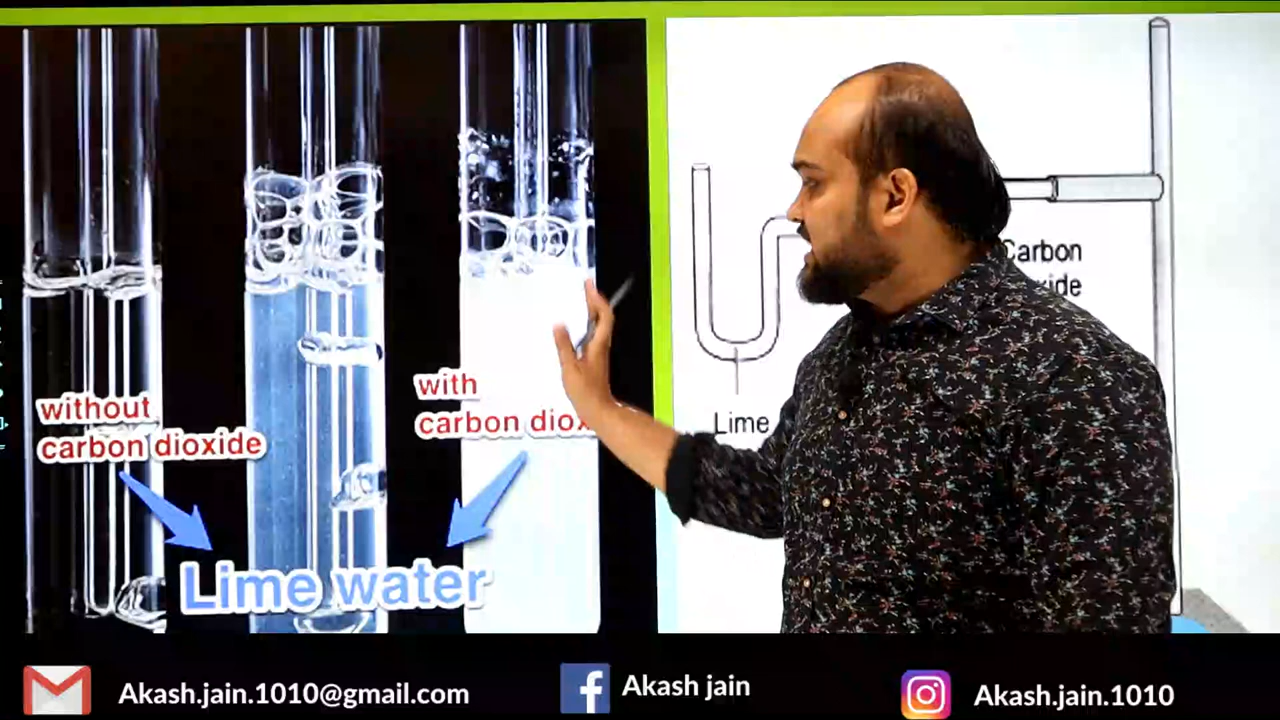 without
carbon dioxide
with
carbon
Lime water
Carbon
Lime
Akash.jain.1010@gmail.com
Akash jain
Akash.jain.1010